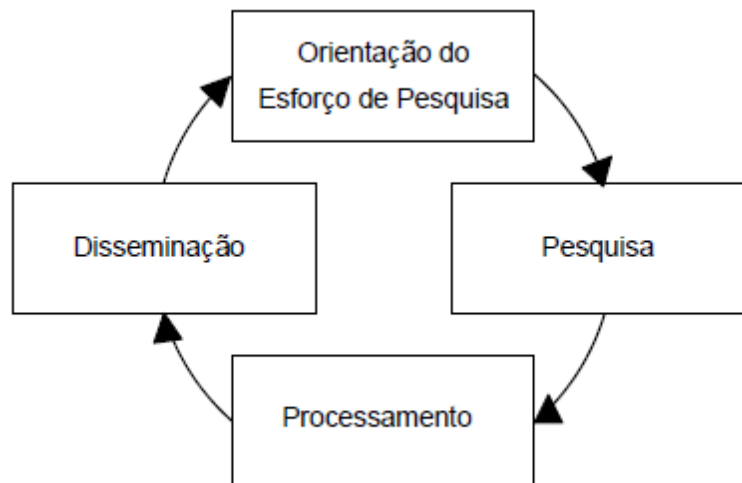 Orientação do
Esforço de Pesquisa
Disseminação
Pesquisa
Processamento